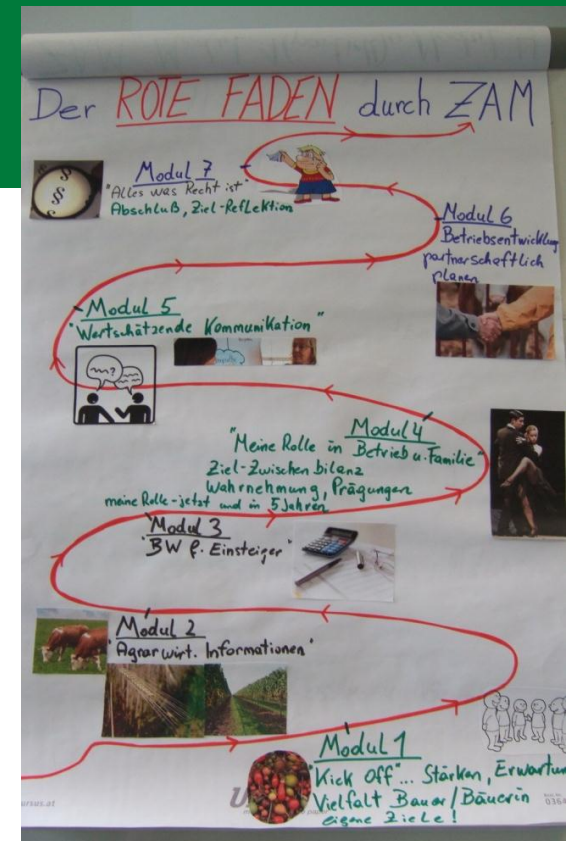 Der ROTE FADEN durch ZAM
Modul 7
"Alles was Recht ist"
Abschluß, Ziel-Reflektion
Modul 6
Betriebsentwicklung
partnerschaftlich
planen
Modul 5
"Wertschätzende Kommunikation"
Modul 4
"Meine Rolle in Betrieb u. Familie"
Ziel-Zwischenbilanz
Wahrnehmung, Prägungen
meine Rolle - jetzt und in 5 Jahren
Modul 3
"BW f. Einsteiger"
Modul 2
"Agrarwirt. Informationen"
Modul 1
"Kick Off"... Stärken, Erwartun
Vielfalt Bauer/Bäuerin
eigene Ziele!
ursus.at
0364